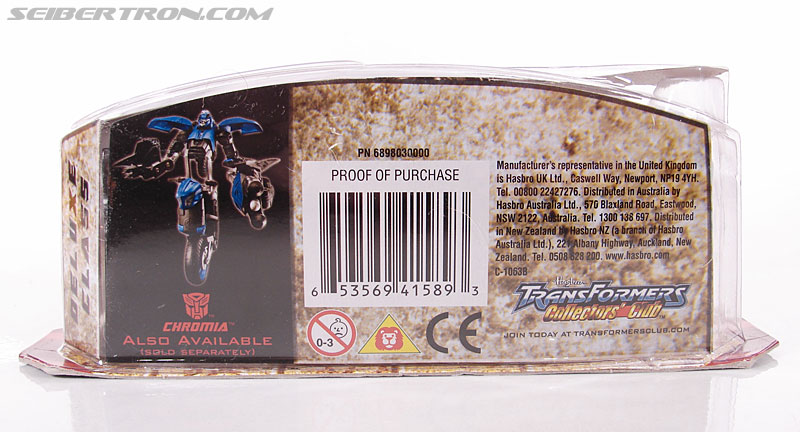 SEIBERTRON.COM
DELUXE
CLASS
CHROMIA™
ALSO AVAILABLE
(SOLD SEPARATELY)
PN 6898030000
PROOF OF PURCHASE
6 53569 41589 3
0-3
CE
Manufacturer's representative in the United Kingdom
is Hasbro UK Ltd., Caswell Way, Newport, NP19 4YH.
Tel. 00800 22427276. Distributed in Australia by
Hasbro Australia Ltd., 570 Blaxland Road, Eastwood,
NSW 2122, Australia. Tel. 1300 138 697. Distributed
in New Zealand by Hasbro NZ (a branch of Hasbro
Australia Ltd.), 221 Albany Highway, Auckland, New
Zealand. Tel. 0508 828 200. www.hasbro.com
C-1063B
Hasbro
TRANSFORMERS
Collectors' Club™
JOIN TODAY AT TRANSFORMERSCLUB.COM